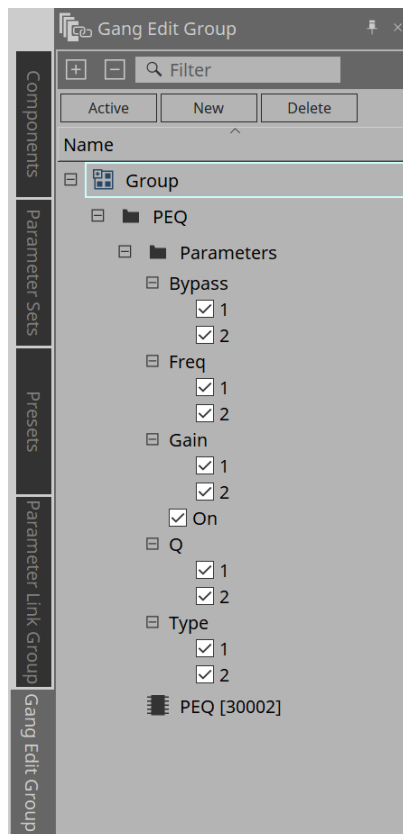 Gang Edit Group
Filter
Active New Delete
Name
Group
PEQ
Parameters
Bypass
1
2
Freq
1
2
Gain
1
2
On
Q
1
2
Type
1
2
PEQ [30002]
Components
Parameter Sets
Presets
Parameter Link Group
Gang Edit Group